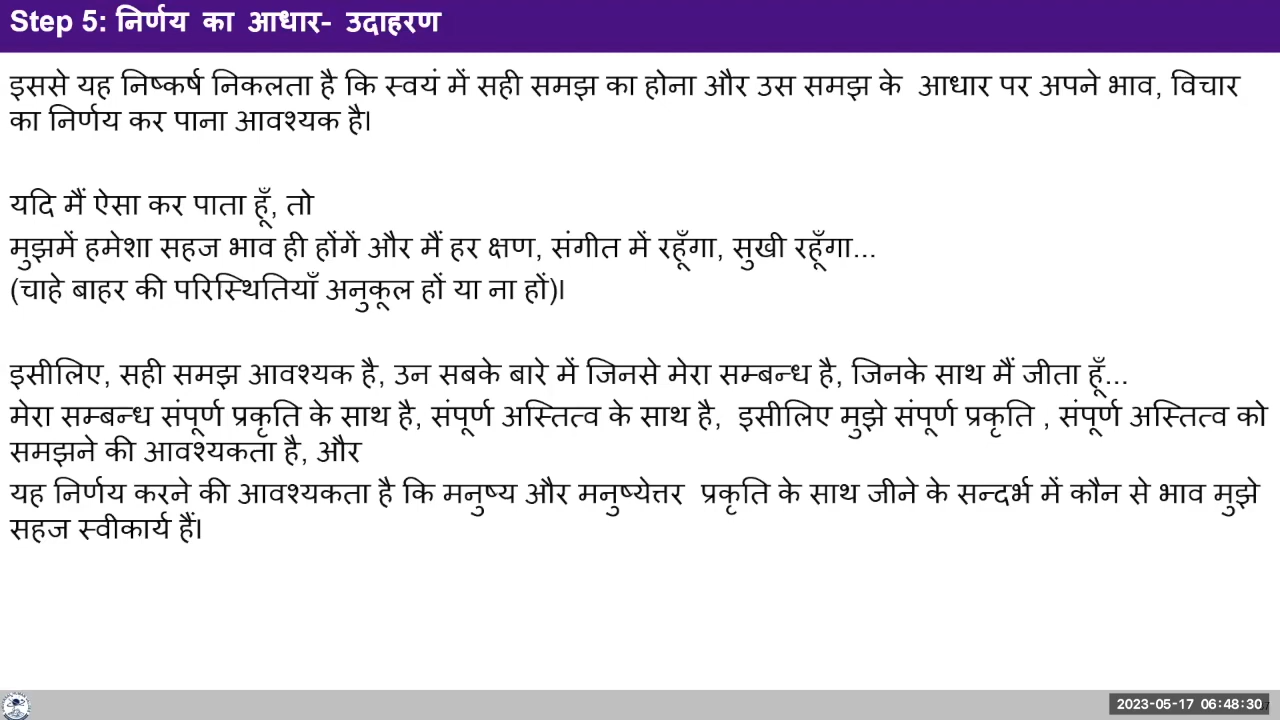 Step 5: निर्णय का आधार- उदाहरण
इससे यह निष्कर्ष निकलता है कि स्वयं में सही समझ का होना और उस समझ के आधार पर अपने भाव, विचार
का निर्णय कर पाना आवश्यक है।
यदि मैं ऐसा कर पाता हूँ, तो
मुझमें हमेशा सहज भाव ही होंगें और मैं हर क्षण, संगीत में रहूँगा, सुखी रहूँगा...
(चाहे बाहर की परिस्थितियाँ अनुकूल हों या ना हों)।
इसीलिए, सही समझ आवश्यक है, उन सबके बारे में जिनसे मेरा सम्बन्ध है, जिनके साथ मैं जीता हूँ...
मेरा सम्बन्ध संपूर्ण प्रकृति के साथ है, संपूर्ण अस्तित्व के साथ है, इसीलिए मुझे संपूर्ण प्रकृति , संपूर्ण अस्तित्व को
समझने की आवश्यकता है, और
यह निर्णय करने की आवश्यकता है कि मनुष्य और मनुष्येत्तर प्रकृति के साथ जीने के सन्दर्भ में कौन से भाव मुझे
सहज स्वीकार्य हैं।
2023-05-17 06:48:30